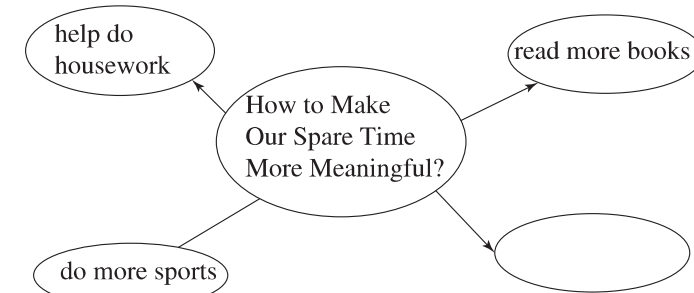 help do
housework
read more books
How to Make
Our Spare Time
More Meaningful?
do more sports